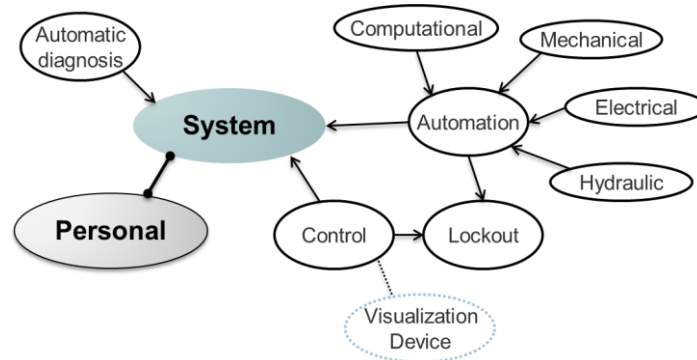 Automatic
diagnosis
Computational
Mechanical
System
Automation
Electrical
Hydraulic
Personal
Control
Lockout
Visualization
Device